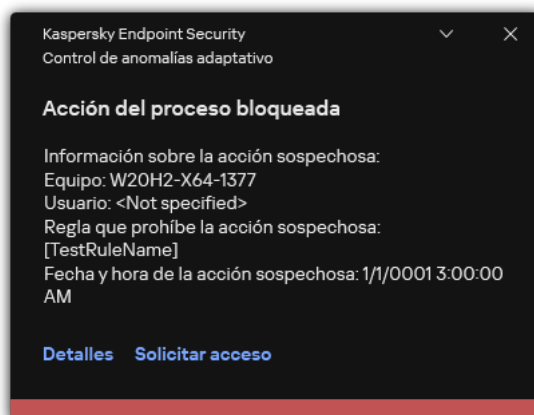 Kaspersky Endpoint Security
Control de anomalías adaptativo
Acción del proceso bloqueada
Información sobre la acción sospechosa:
Equipo: W20H2-X64-1377
Usuario: <Not specified>
Regla que prohíbe la acción sospechosa:
[TestRuleName]
Fecha y hora de la acción sospechosa: 1/1/0001 3:00:00
AM
Detalles Solicitar acceso